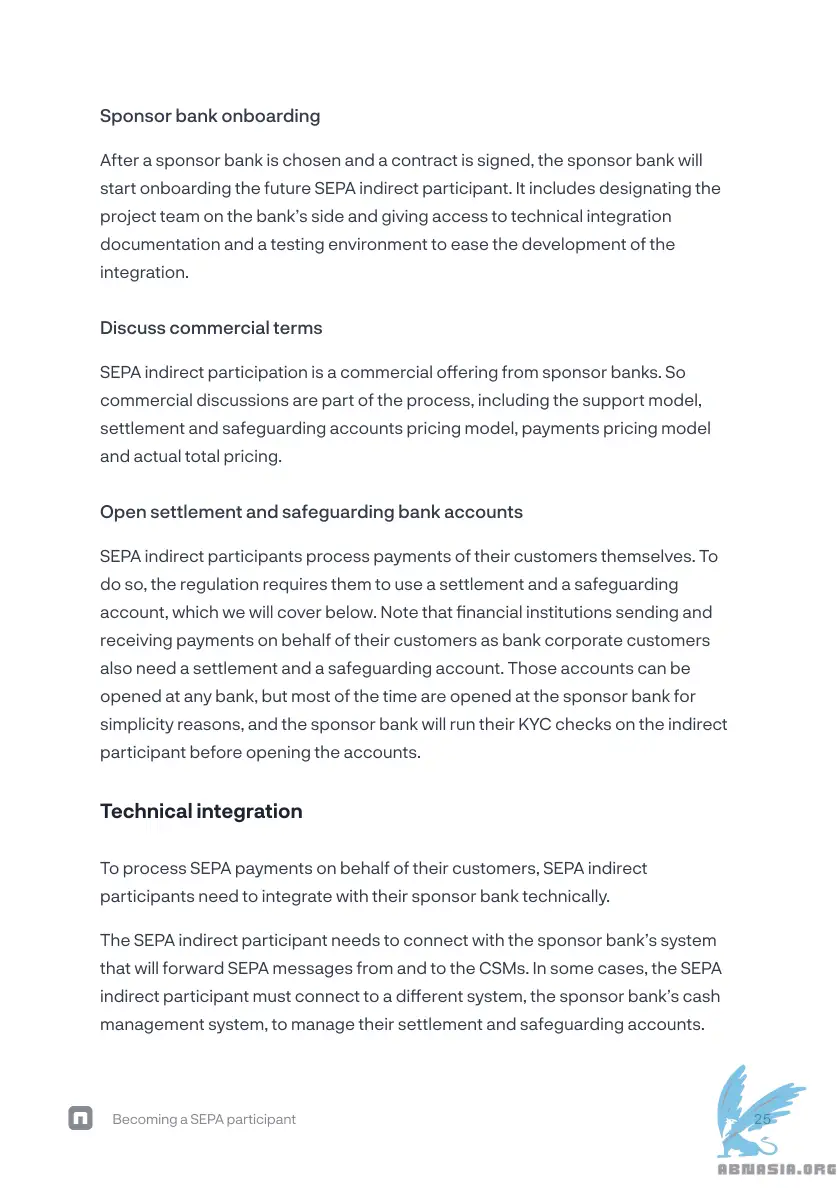 Sponsor bank onboarding
After a sponsor bank is chosen and a contract is signed, the sponsor bank will
start onboarding the future SEPA indirect participant. It includes designating the
project team on the bank's side and giving access to technical integration
documentation and a testing environment to ease the development of the
integration.
Discuss commercial terms
SEPA indirect participation is a commercial offering from sponsor banks. So
commercial discussions are part of the process, including the support model,
settlement and safeguarding accounts pricing model, payments pricing model
and actual total pricing.
Open settlement and safeguarding bank accounts
SEPA indirect participants process payments of their customers themselves. To
do so, the regulation requires them to use a settlement and a safeguarding
account, which we will cover below. Note that financial institutions sending and
receiving payments on behalf of their customers as bank corporate customers
also need a settlement and a safeguarding account. Those accounts can be
opened at any bank, but most of the time are opened at the sponsor bank for
simplicity reasons, and the sponsor bank will run their KYC checks on the indirect
participant before opening the accounts.
Technical integration
To process SEPA payments on behalf of their customers, SEPA indirect
participants need to integrate with their sponsor bank technically.
The SEPA indirect participant needs to connect with the sponsor bank's system
that will forward SEPA messages from and to the CSMs. In some cases, the SEPA
indirect participant must connect to a different system, the sponsor bank's cash
management system, to manage their settlement and safeguarding accounts.
Becoming a SEPA participant
25
ABNASIA.ORG